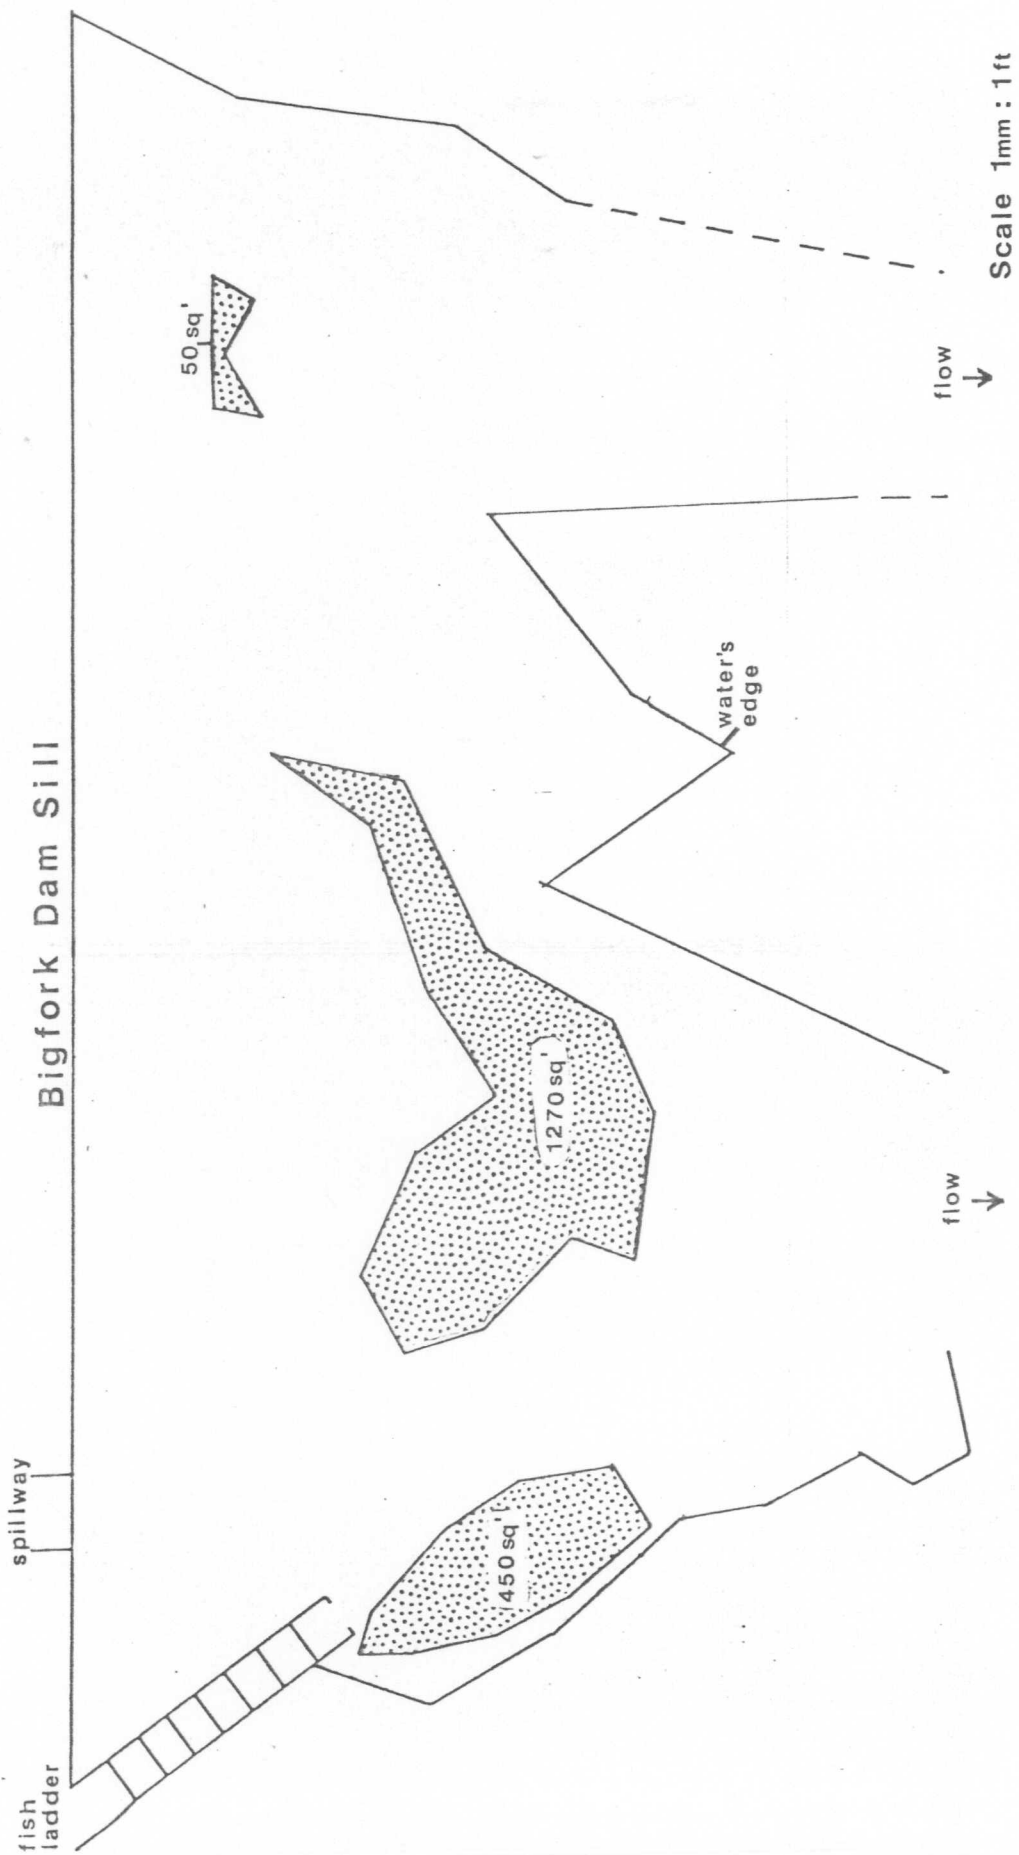 Bigfork Dam Sill
fish
ladder
spillway
50 sq'
1270 sq'
450 sq'
water's
edge
flow
flow
Scale 1mm : 1ft